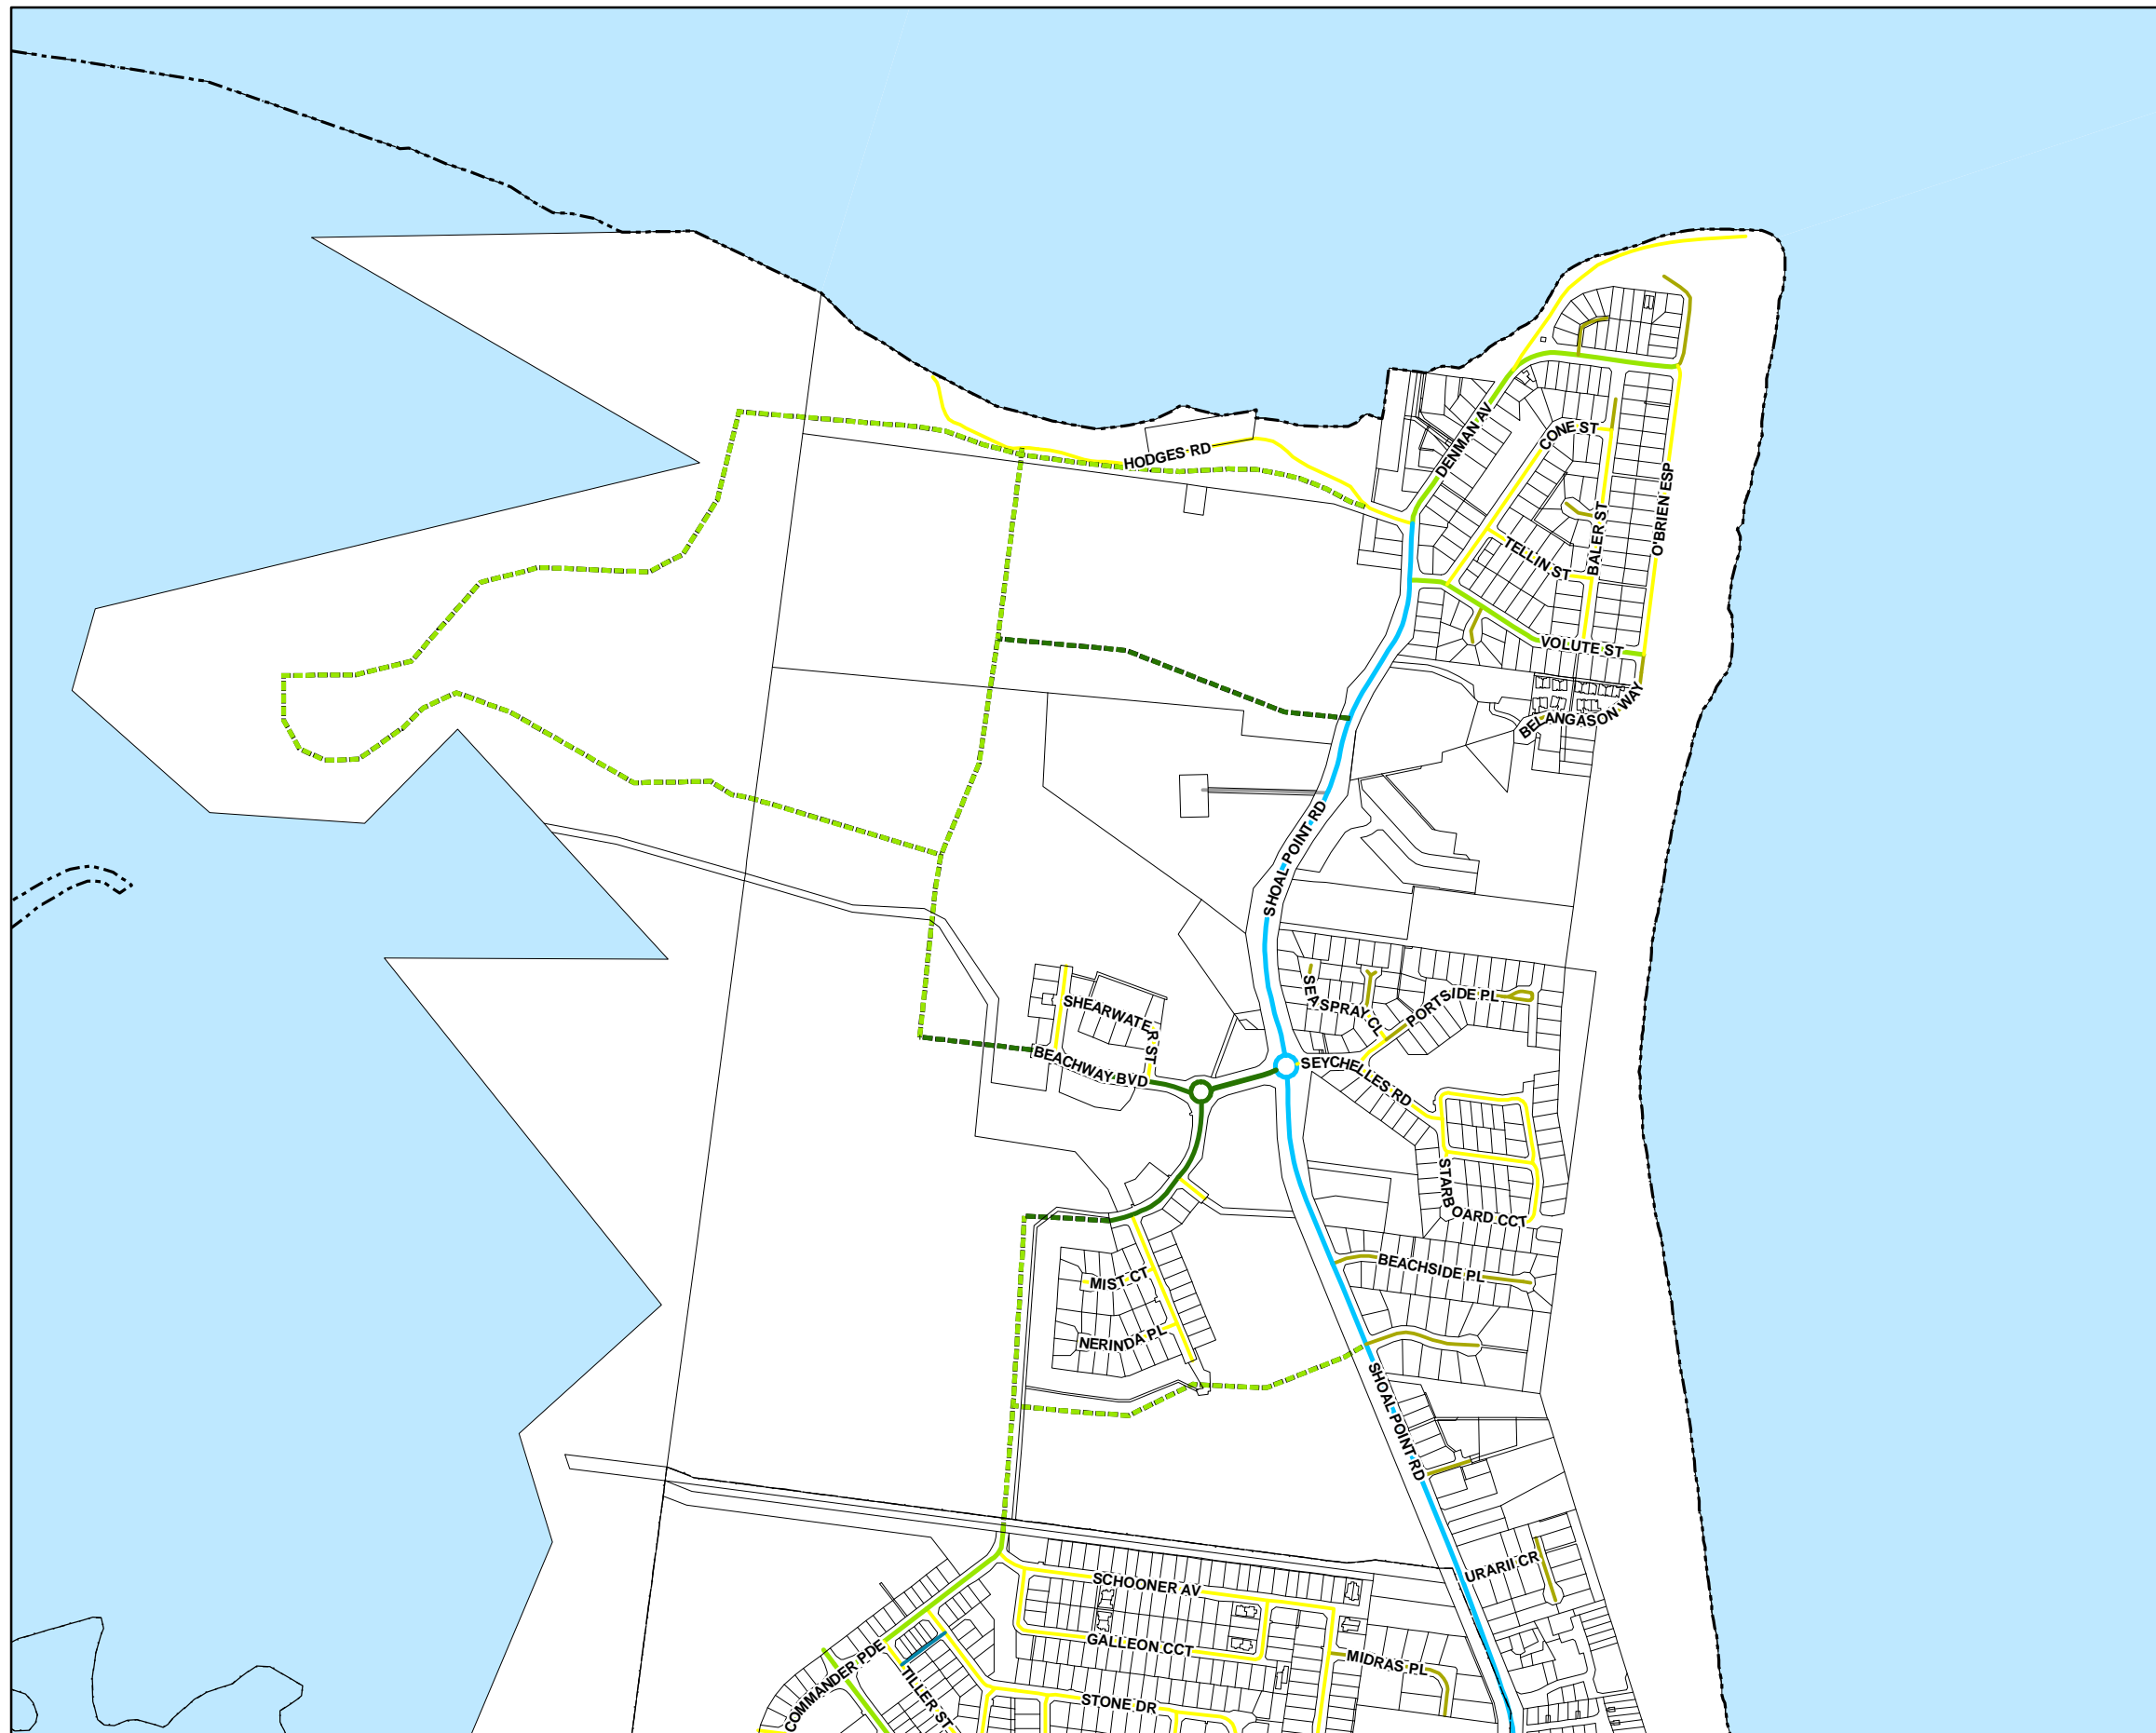 HODGES RD
DENMAN AV
CONE ST
O'BRIEN ESP
BALER ST
TELLIN ST
VOLUTE ST
BELANGASON WAY
SHOAL POINT RD
SEA SPRAY CL
PORTSIDE PL
SHEARWATER ST
BEACHWAY BVD
SEYCHELLES RD
STARBOARD CCT
BEACHSIDE PL
MIST CT
NERINDA PL
SHOAL POINT RD
URARII CR
SCHOONER AV
GALLEON CCT
MIDRAS PL
COMMANDER PDE
TILLER ST
STONE DR